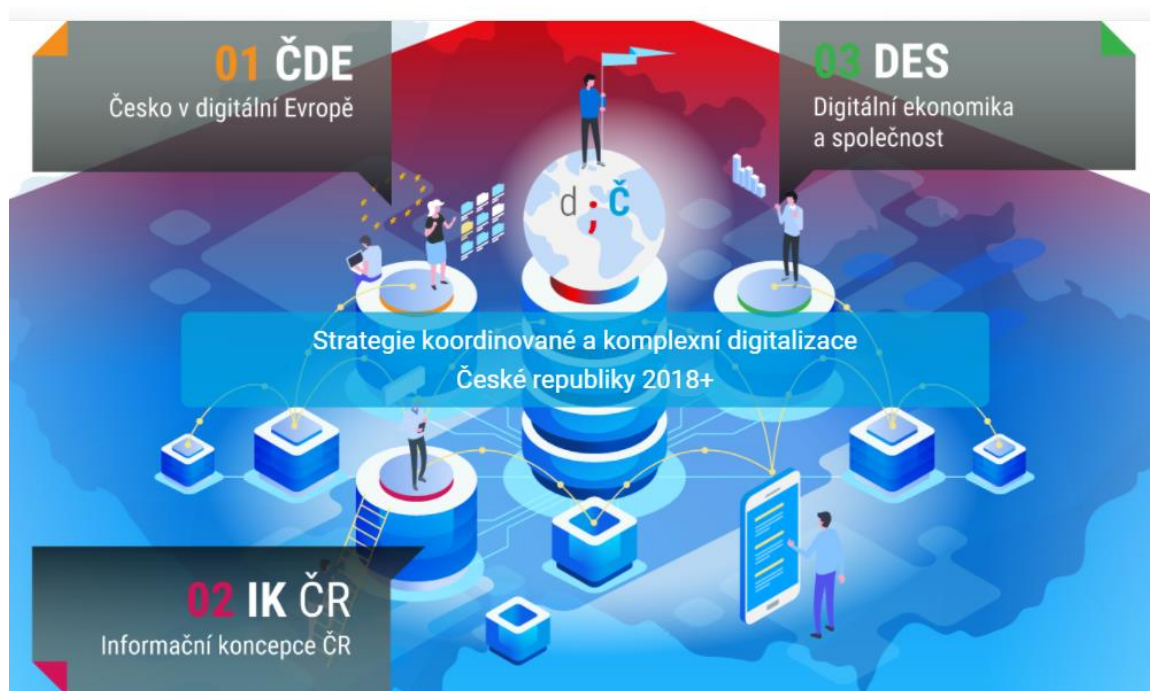 01 ČDE
Česko v digitální Evropě
03 DES
Digitální ekonomika
a společnost
d ; Č
Strategie koordinované a komplexní digitalizace
České republiky 2018+
02 IK ČR
Informační koncepce ČR